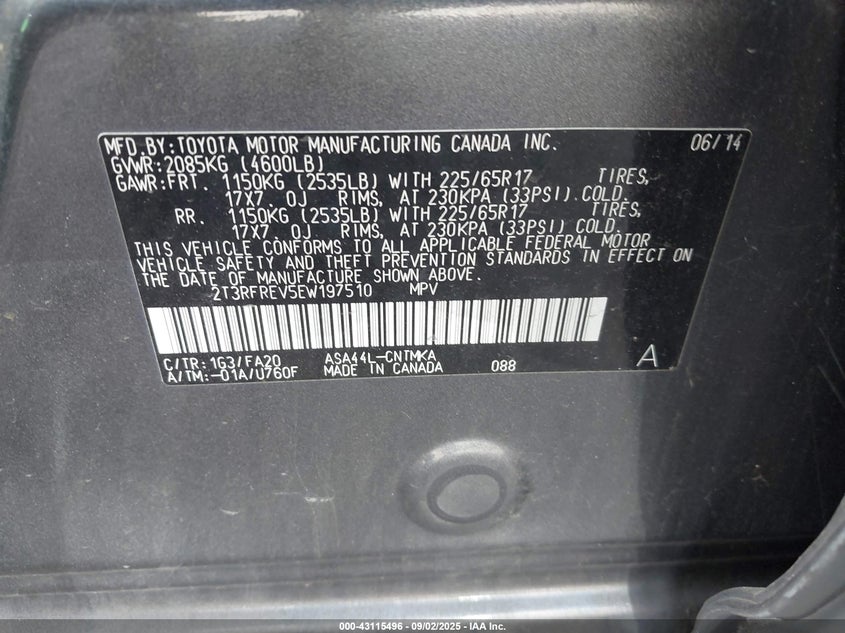 MFD.BY:TOYOTA MOTOR MANUFACTURING CANADA INC. 06/14
GVWR:2085KG (4600LB)
GAWR:FRT. 1150KG (2535LB) WITH 225/65R17 TIRES,
17X7.0J RIMS, AT 230KPA (33PSI) COLD.
RR. 1150KG (2535LB) WITH 225/65R17 TIRES,
17X7.0J RIMS, AT 230KPA (33PSI) COLD.
THIS VEHICLE CONFORMS TO ALL APPLICABLE FEDERAL MOTOR
VEHICLE SAFETY AND THEFT PREVENTION STANDARDS IN EFFECT ON
THE DATE OF MANUFACTURE SHOWN ABOVE.
2T3RFREV5EW197510 MPV
C/TR:1G3/FA20 ASA44L-CNTMKA
A/TM:-01A/U760F MADE IN CANADA 088 A
000-43115496 - 09/02/2025 - IAA Inc.